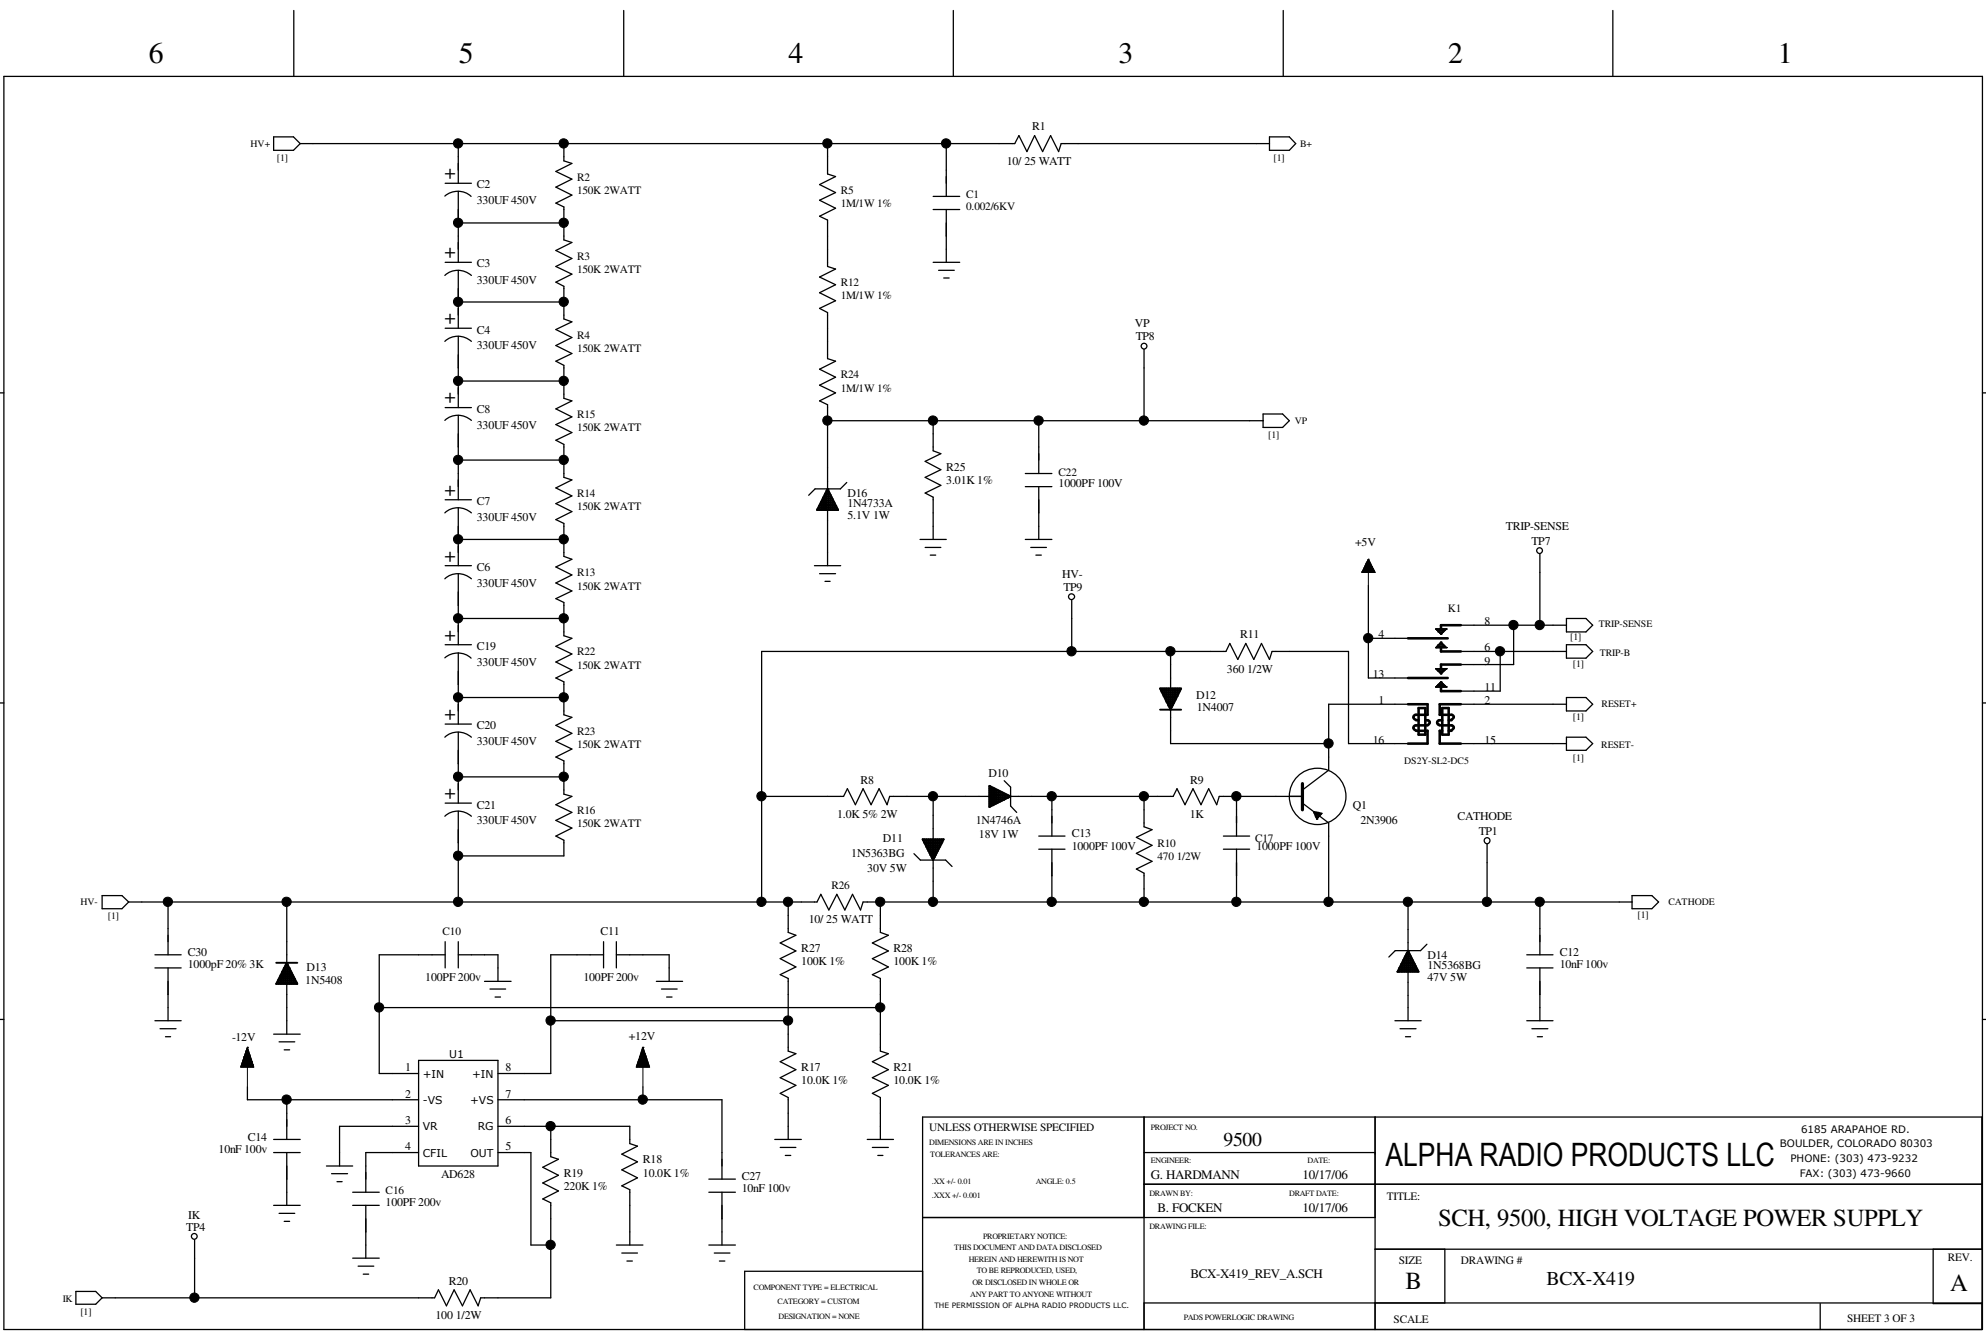 6 5 4 3 2 1
HV+
[1]
R1
10/ 25 WATT
B+
[1]
C2
330UF 450V
R2
150K 2WATT
C3
330UF 450V
R3
150K 2WATT
C4
330UF 450V
R4
150K 2WATT
C8
330UF 450V
R15
150K 2WATT
C7
330UF 450V
R14
150K 2WATT
C6
330UF 450V
R13
150K 2WATT
C19
330UF 450V
R22
150K 2WATT
C20
330UF 450V
R23
150K 2WATT
C21
330UF 450V
R16
150K 2WATT
+
+
+
+
+
+
+
+
+
R5
1M/1W 1%
C1
0.002/6KV
R12
1M/1W 1%
R24
1M/1W 1%
VP
TP8
VP
[1]
D16
1N4733A
5.1V 1W
R25
3.01K 1%
C22
1000PF 100V
HV-
TP9
R11
360 1/2W
D12
1N4007
+5V
TRIP-SENSE
TP7
K1
4
8
6
9
13
11
1
2
16
15
DS2Y-SL2-DC5
TRIP-SENSE
[1]
TRIP-B
[1]
RESET+
[1]
RESET-
[1]
R8
1.0K 5% 2W
D10
1N4746A
18V 1W
D11
1N5363BG
30V 5W
C13
1000PF 100V
R10
470 1/2W
R9
1K
C17
1000PF 100V
Q1
2N3906
CATHODE
TP1
CATHODE
[1]
HV-
[1]
R26
10/ 25 WATT
C30
1000pF 20% 3K
D13
1N5408
C10
100PF 200v
C11
100PF 200v
R27
100K 1%
R28
100K 1%
D14
1N5368BG
47V 5W
C12
10nF 100v
-12V
+12V
U1
1
+IN
+IN
8
2
-VS
+VS
7
3
VR
RG
6
4
CFIL
OUT
5
AD628
R17
10.0K 1%
R21
10.0K 1%
C14
10nF 100v
C16
100PF 200v
R19
220K 1%
R18
10.0K 1%
C27
10nF 100v
IK
TP4
IK
[1]
R20
100 1/2W
COMPONENT TYPE = ELECTRICAL
CATEGORY = CUSTOM
DESIGNATION = NONE
UNLESS OTHERWISE SPECIFIED
DIMENSIONS ARE IN INCHES
TOLERANCES ARE:
.XX +/- 0.01 ANGLE: 0.5
.XXX +/- 0.001
PROPRIETARY NOTICE:
THIS DOCUMENT AND DATA DISCLOSED
HEREIN AND HEREWITH IS NOT
TO BE REPRODUCED, USED,
OR DISCLOSED IN WHOLE OR
ANY PART TO ANYONE WITHOUT
THE PERMISSION OF ALPHA RADIO PRODUCTS LLC.
PROJECT NO.
9500
ENGINEER: DATE:
G. HARDMANN 10/17/06
DRAWN BY: DRAFT DATE:
B. FOCKEN 10/17/06
DRAWING FILE:
BCX-X419_REV_A.SCH
PADS POWERLOGIC DRAWING
ALPHA RADIO PRODUCTS LLC
6185 ARAPAHOE RD.
BOULDER, COLORADO 80303
PHONE: (303) 473-9232
FAX: (303) 473-9660
TITLE:
SCH, 9500, HIGH VOLTAGE POWER SUPPLY
SIZE
B
DRAWING #
BCX-X419
REV.
A
SCALE
SHEET 3 OF 3